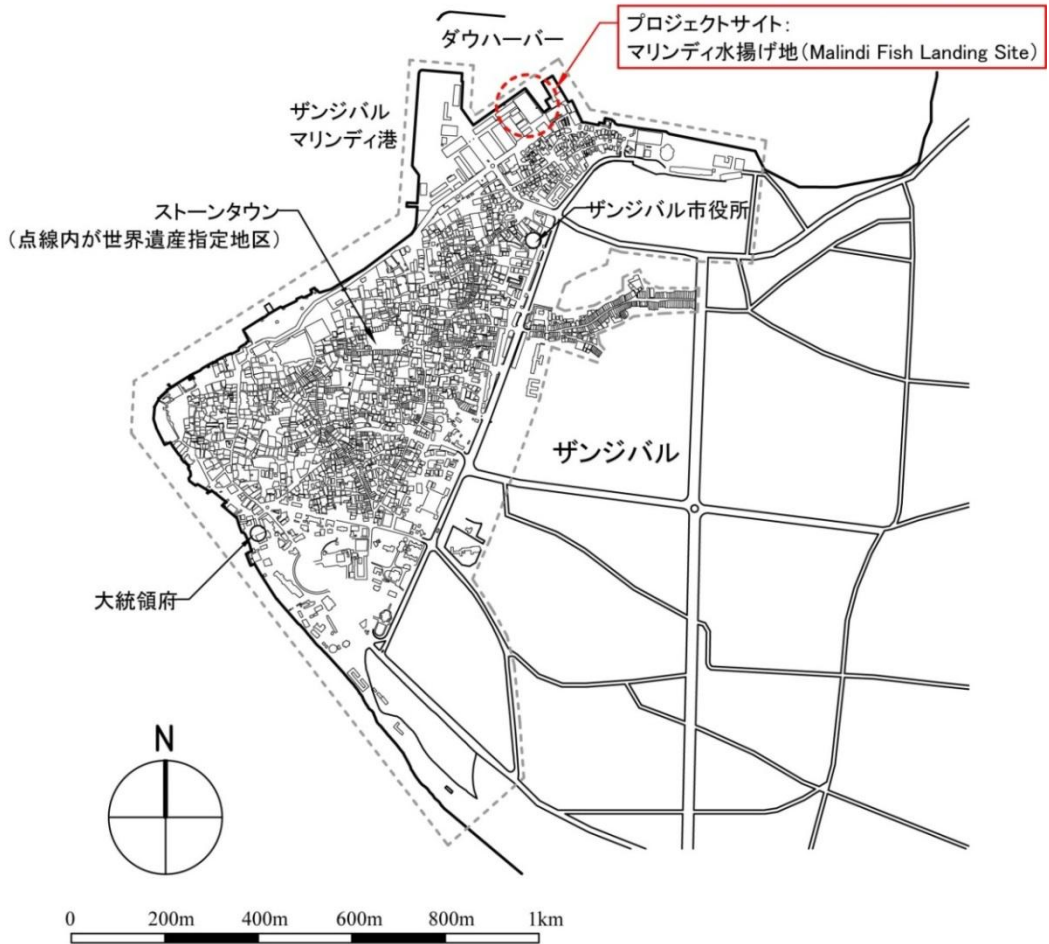 プロジェクトサイト:
マリンディ水揚げ地(Malindi Fish Landing Site)
ダウハーバー
ザンジバル
マリンディ港
ストーンタウン
(点線内が世界遺産指定地区)
ザンジバル市役所
ザンジバル
大統領府
N
0 200m 400m 600m 800m 1km